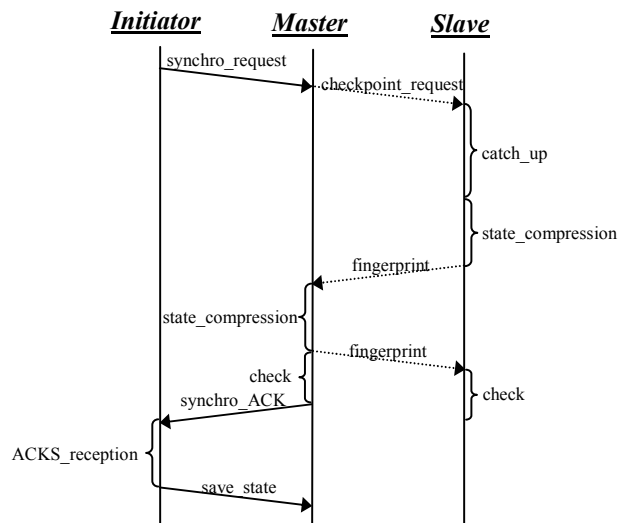 Initiator Master Slave
synchro_request
checkpoint_request
catch_up
state_compression
fingerprint
state_compression
fingerprint
check
check
synchro_ACK
ACKS_reception
save_state